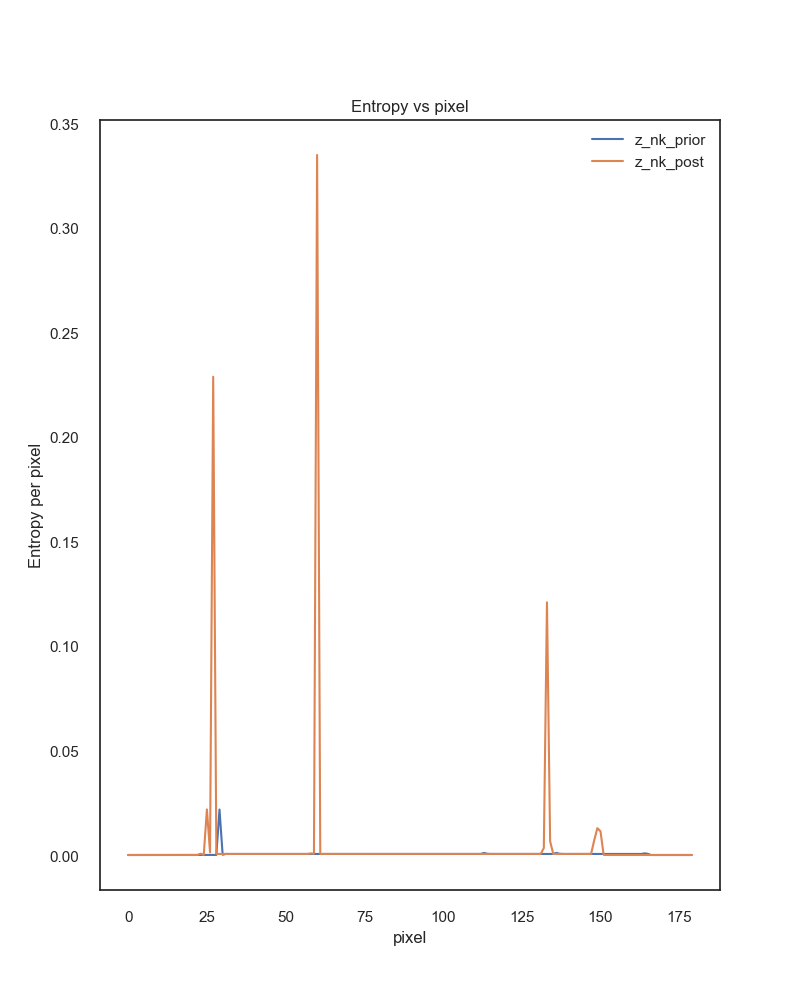 Entropy vs pixel
z_nk_prior
z_nk_post
Entropy per pixel
0.35
0.30
0.25
0.20
0.15
0.10
0.05
0.00
0 25 50 75 100 125 150 175
pixel